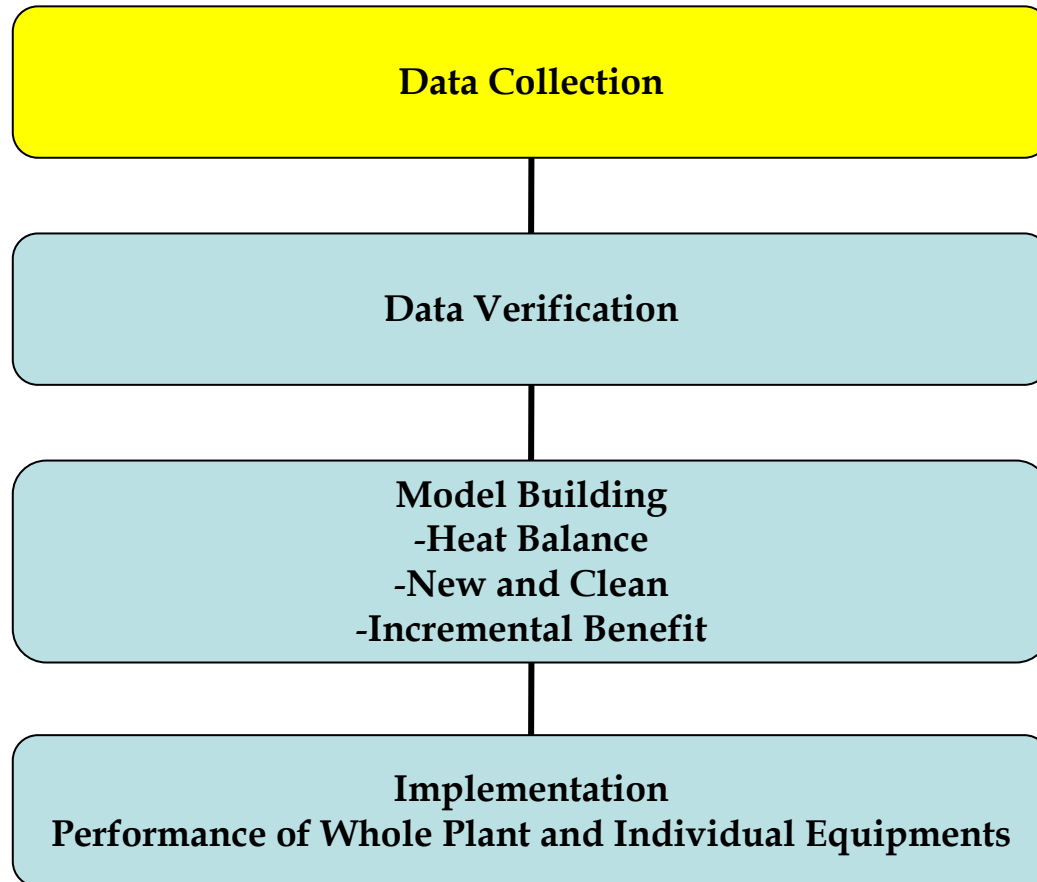 Data Collection
Data Verification
Model Building
-Heat Balance
-New and Clean
-Incremental Benefit
Implementation
Performance of Whole Plant and Individual Equipments